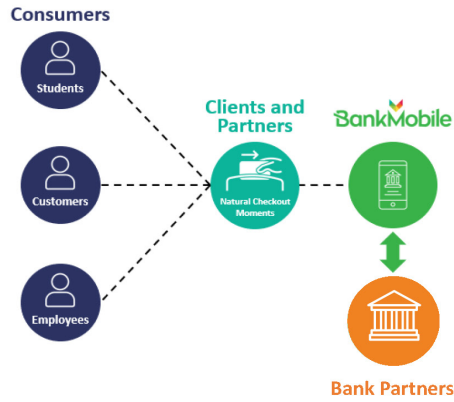 Consumers
Students
Clients and
Partners
BankMobile
Customers
Natural Checkout
Moments
Employees
Bank Partners